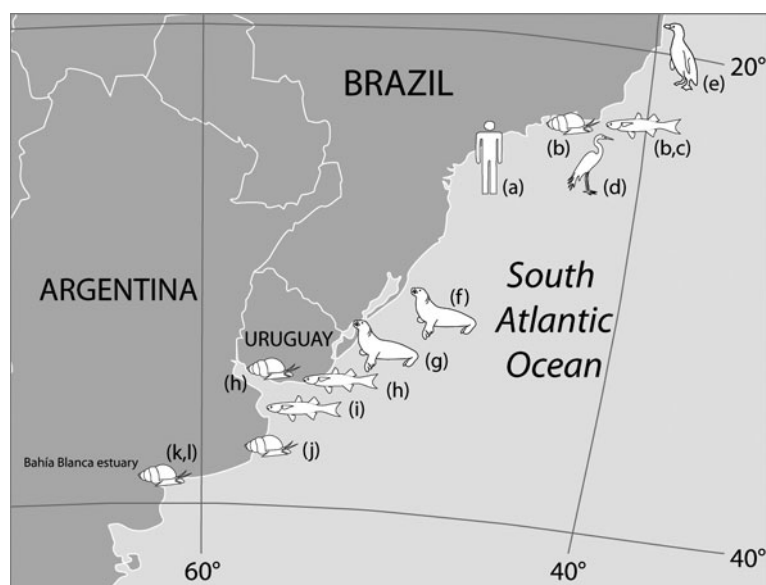 BRAZIL
20°
(e)
(a)
(b)
(b,c)
(d)
ARGENTINA
South
Atlantic
Ocean
(f)
URUGUAY
(g)
(h)
(h)
(i)
(j)
Bahía Blanca estuary
(k,l)
60°
40°
40°